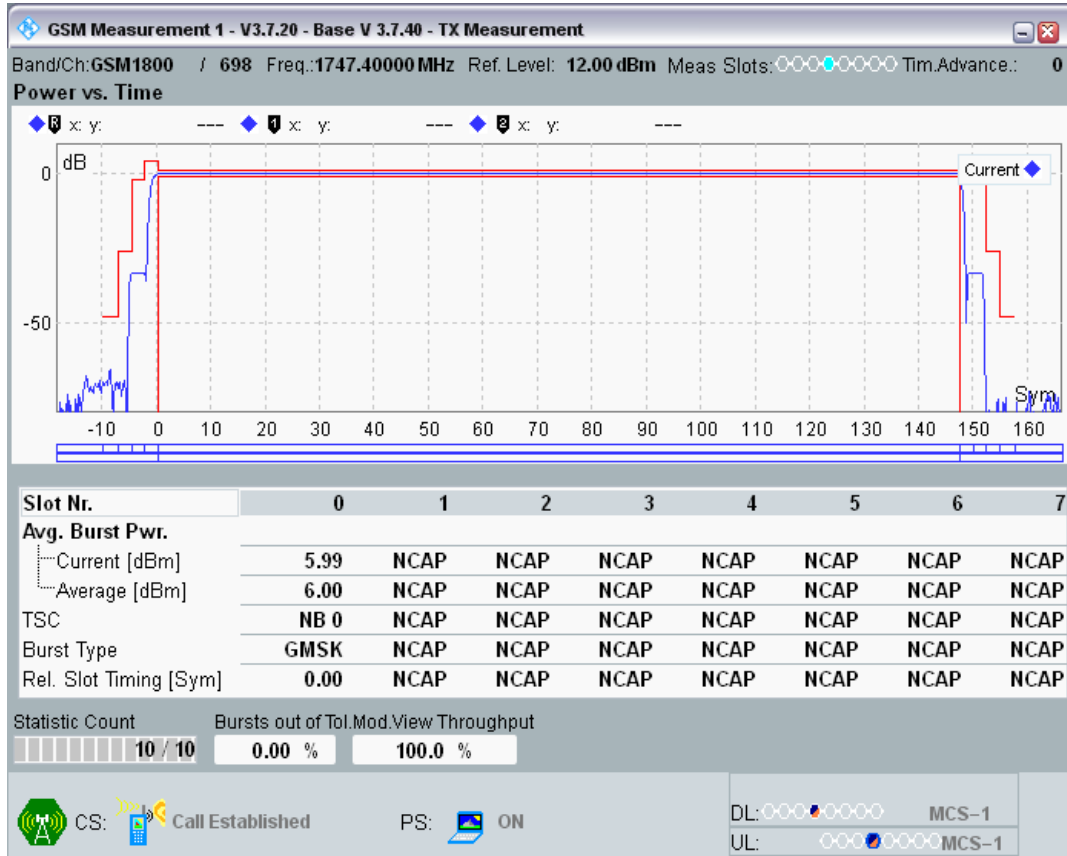 GSM Measurement 1 - V3.7.20 - Base V 3.7.40 - TX Measurement
Band/Ch:GSM1800 / 698 Freq.:1747.40000 MHz Ref. Level: 12.00 dBm Meas Slots: Tim.Advance.: 0
Power vs. Time
R x: y: --- 1 x: y: --- 2 x: y: ---
dB
Current
0
-50
Sym
-10 0 10 20 30 40 50 60 70 80 90 100 110 120 130 140 150 160
Slot Nr. 0 1 2 3 4 5 6 7
Avg. Burst Pwr.
Current [dBm] 5.99 NCAP NCAP NCAP NCAP NCAP NCAP NCAP
Average [dBm] 6.00 NCAP NCAP NCAP NCAP NCAP NCAP NCAP
TSC NB 0 NCAP NCAP NCAP NCAP NCAP NCAP NCAP
Burst Type GMSK NCAP NCAP NCAP NCAP NCAP NCAP NCAP
Rel. Slot Timing [Sym] 0.00 NCAP NCAP NCAP NCAP NCAP NCAP NCAP
Statistic Count Bursts out of Tol. Mod.View Throughput
10 / 10 0.00 % 100.0 %
CS: Call Established PS: ON
DL: MCS-1
UL: MCS-1